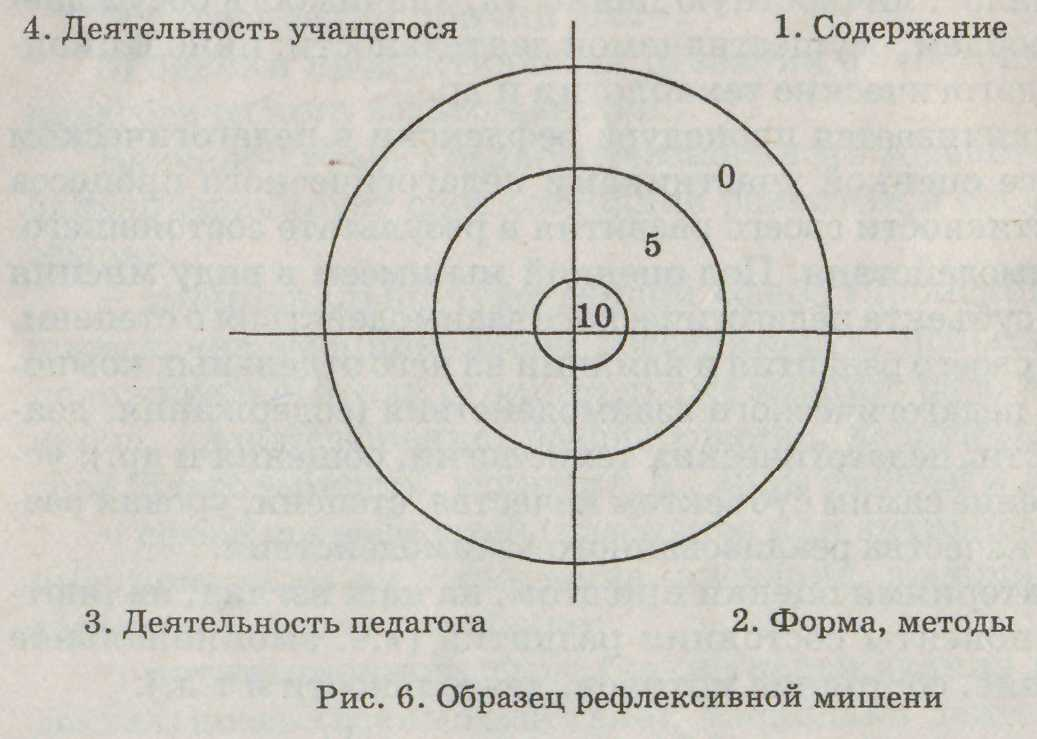 4. Деятельность учащегося
1. Содержание
0
5
10
3. Деятельность педагога
2. Форма, методы
Рис. 6. Образец рефлексивной мишени